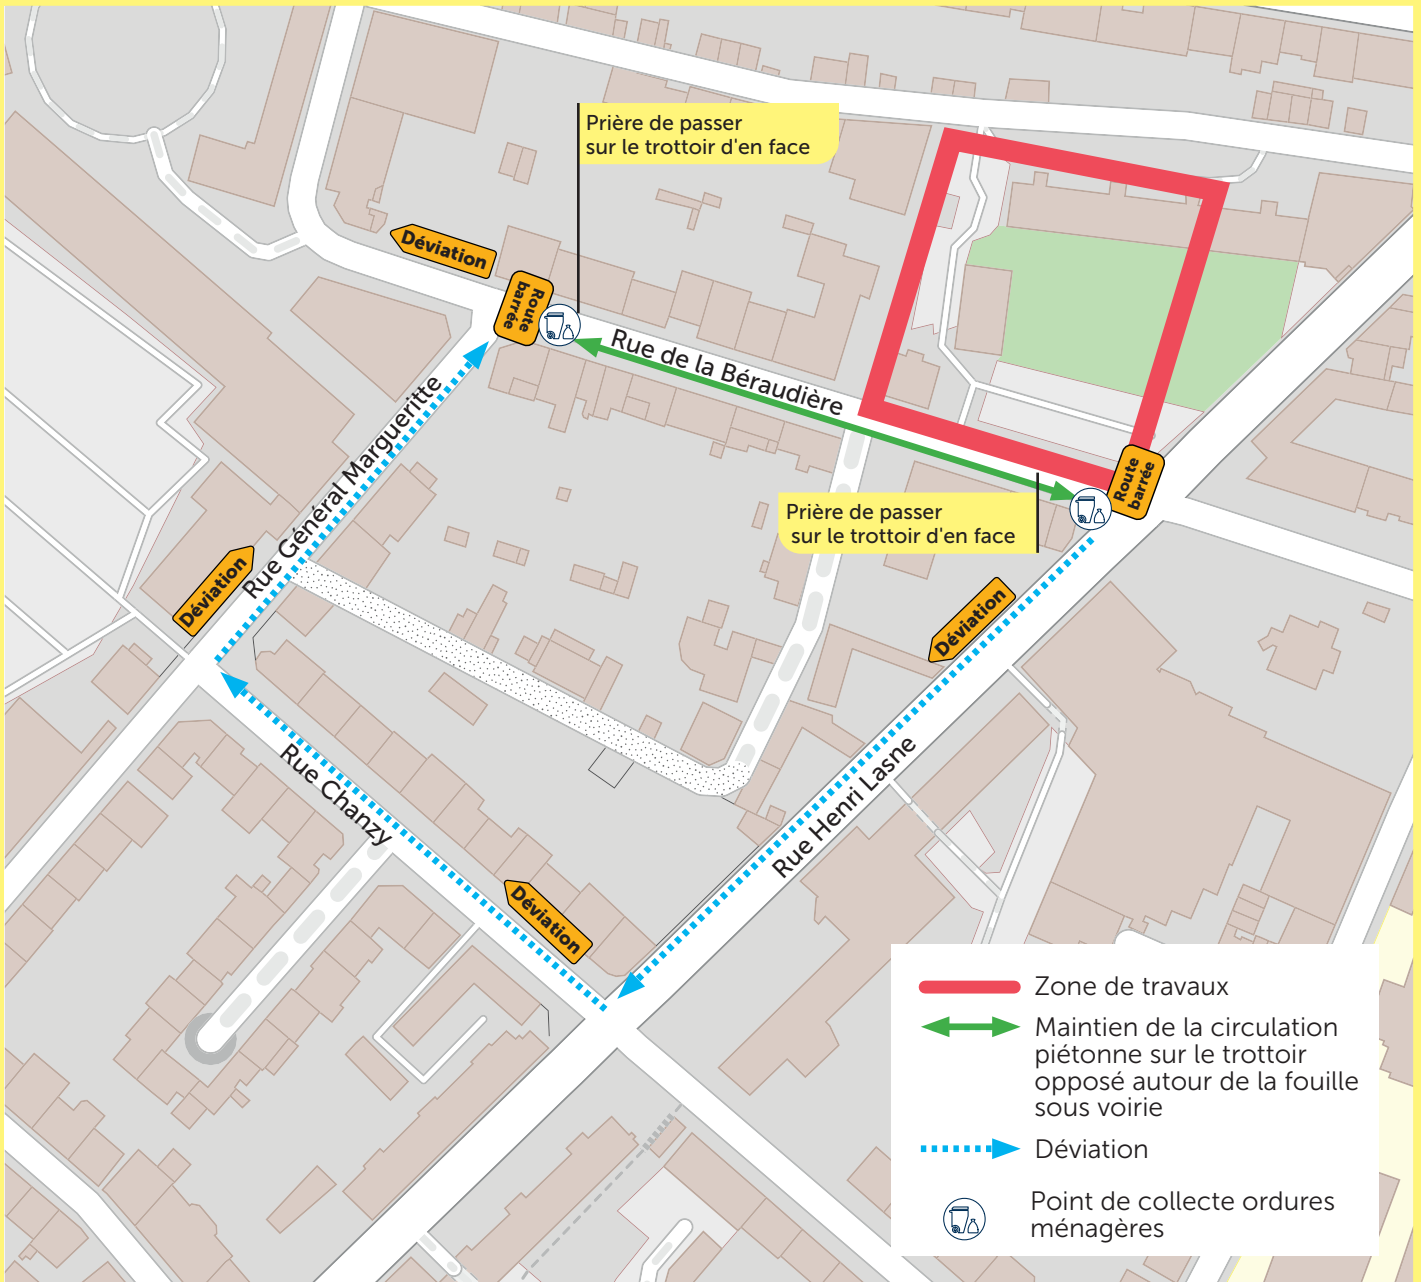 Prière de passer
sur le trottoir d'en face
Déviation
Route
barrée
Rue de la Béraudière
Rue Général Margueritte
Route
barrée
Prière de passer
sur le trottoir d'en face
Déviation
Déviation
Rue Henri Lasne
Rue Chanzy
Déviation
Zone de travaux
Maintien de la circulation
piétonne sur le trottoir
opposé autour de la fouille
sous voirie
Déviation
Point de collecte ordures
ménagères